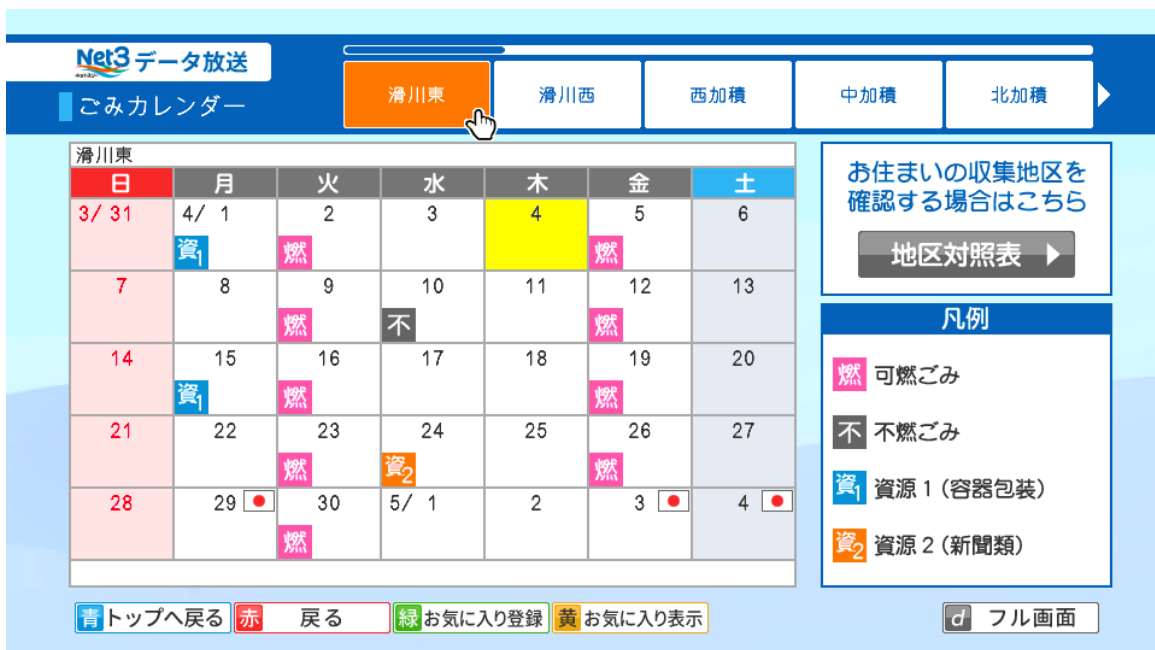 Net3 データ放送
ごみカレンダー
滑川東 滑川西 西加積 中加積 北加積
滑川東
日 月 火 水 木 金 土
3/ 31 4/ 1 2 3 4 5 6
資1 燃 燃
7 8 9 10 11 12 13
燃 不 燃
14 15 16 17 18 19 20
資1 燃 燃
21 22 23 24 25 26 27
燃 資2 燃
28 29 30 5/ 1 2 3 4
燃
お住まいの収集地区を
確認する場合はこちら
地区対照表
凡例
燃 可燃ごみ
不 不燃ごみ
資1 資源1(容器包装)
資2 資源2(新聞類)
青 トップへ戻る 赤 戻る 緑 お気に入り登録 黄 お気に入り表示 d フル画面